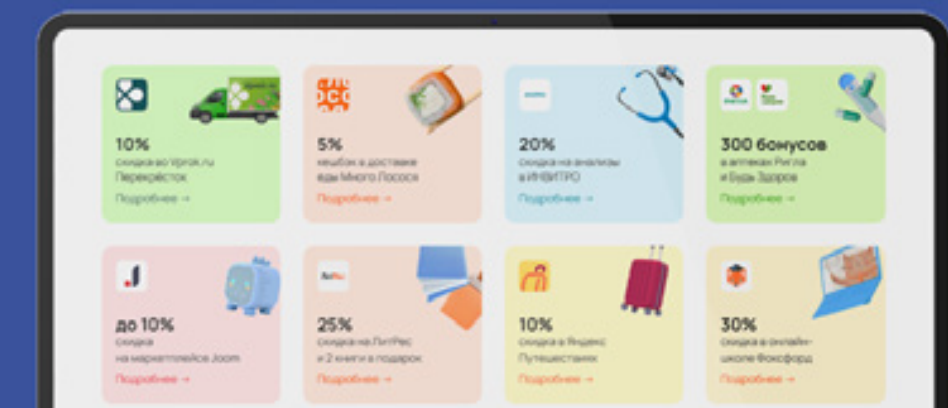 10%
скидка во Vprok.ru
Перекрёсток
Подробнее →
5%
кешбэк в доставке
еды Много Лосося
Подробнее →
20%
скидка на анализы
в ИНВИТРО
Подробнее →
300 бонусов
в аптеках Ригла
и Будь Здоров
Подробнее →
до 10%
скидка
на маркетплейсе Joom
Подробнее →
25%
скидка на ЛитРес
и 2 книги в подарок
Подробнее →
10%
скидка в Яндекс
Путешествиях
Подробнее →
30%
скидка в онлайн-
школе Фоксфорд
Подробнее →